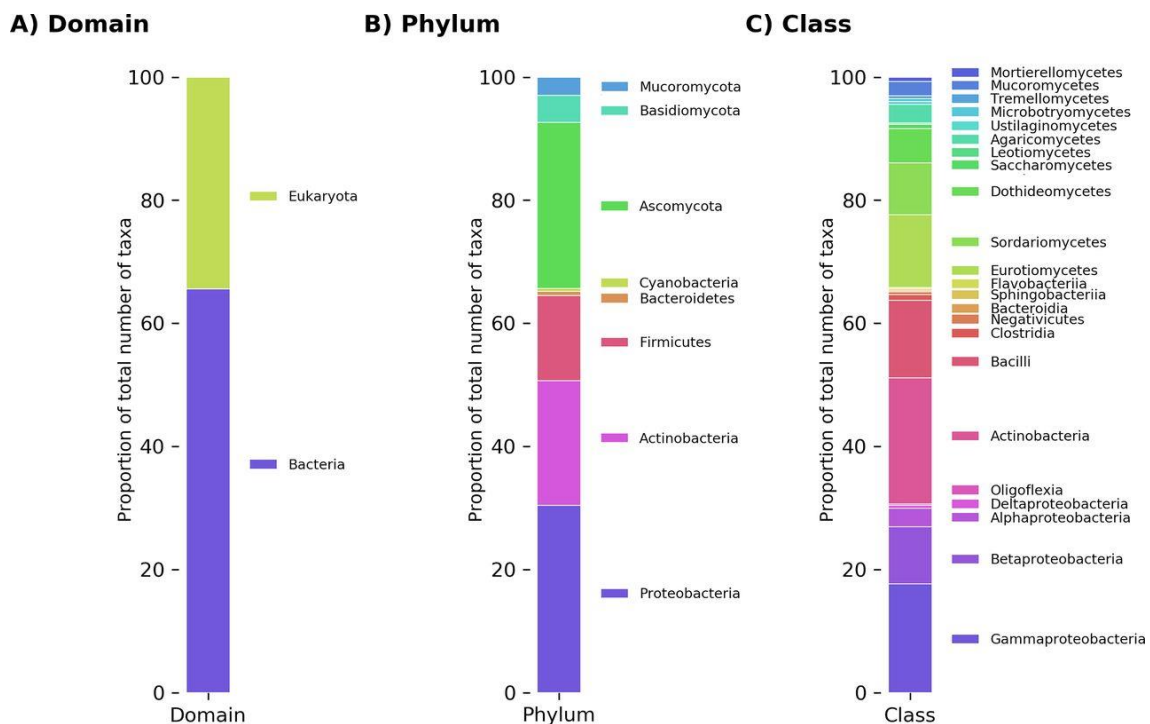 A) Domain
B) Phylum
C) Class
Proportion of total number of taxa
100
80
60
40
20
0
Eukaryota
Bacteria
Domain
Proportion of total number of taxa
100
80
60
40
20
0
Mucoromycota
Basidiomycota
Ascomycota
Cyanobacteria
Bacteroidetes
Firmicutes
Actinobacteria
Proteobacteria
Phylum
Proportion of total number of taxa
100
80
60
40
20
0
Mortierellomycetes
Mucoromycetes
Tremellomycetes
Microbotryomycetes
Ustilaginomycetes
Agaricomycetes
Leotiomycetes
Saccharomycetes
Dothideomycetes
Sordariomycetes
Eurotiomycetes
Flavobacteriia
Sphingobacteriia
Bacteroidia
Negativicutes
Clostridia
Bacilli
Actinobacteria
Oligoflexia
Deltaproteobacteria
Alphaproteobacteria
Betaproteobacteria
Gammaproteobacteria
Class